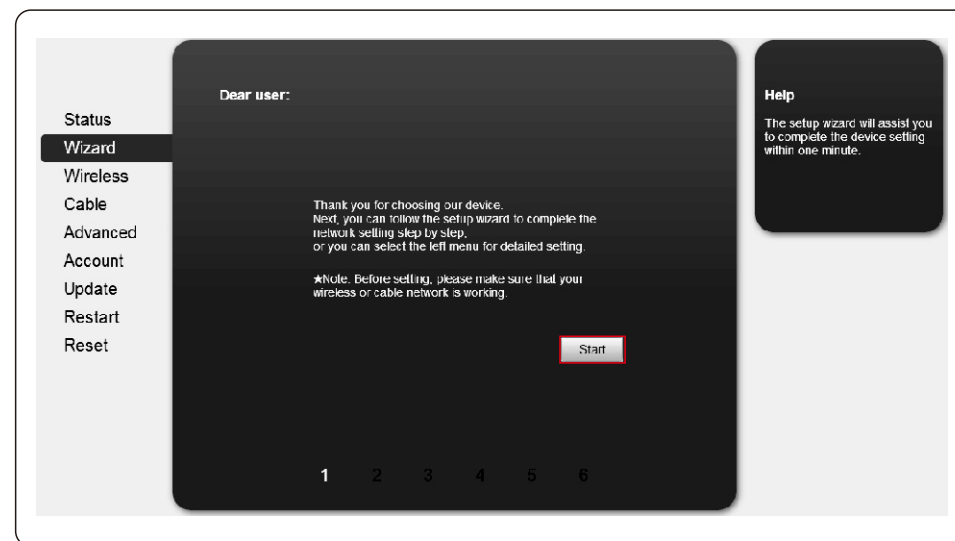 Status
Wizard
Wireless
Cable
Advanced
Account
Update
Restart
Reset
Dear user:
Thank you for choosing our device.
Next, you can follow the setup wizard to complete the
network setting step by step,
or you can select the left menu for detailed setting.
★Note: Before setting, please make sure that your
wireless or cable network is working.
Start
1 2 3 4 5 6
Help
The setup wizard will assist you
to complete the device setting
within one minute.